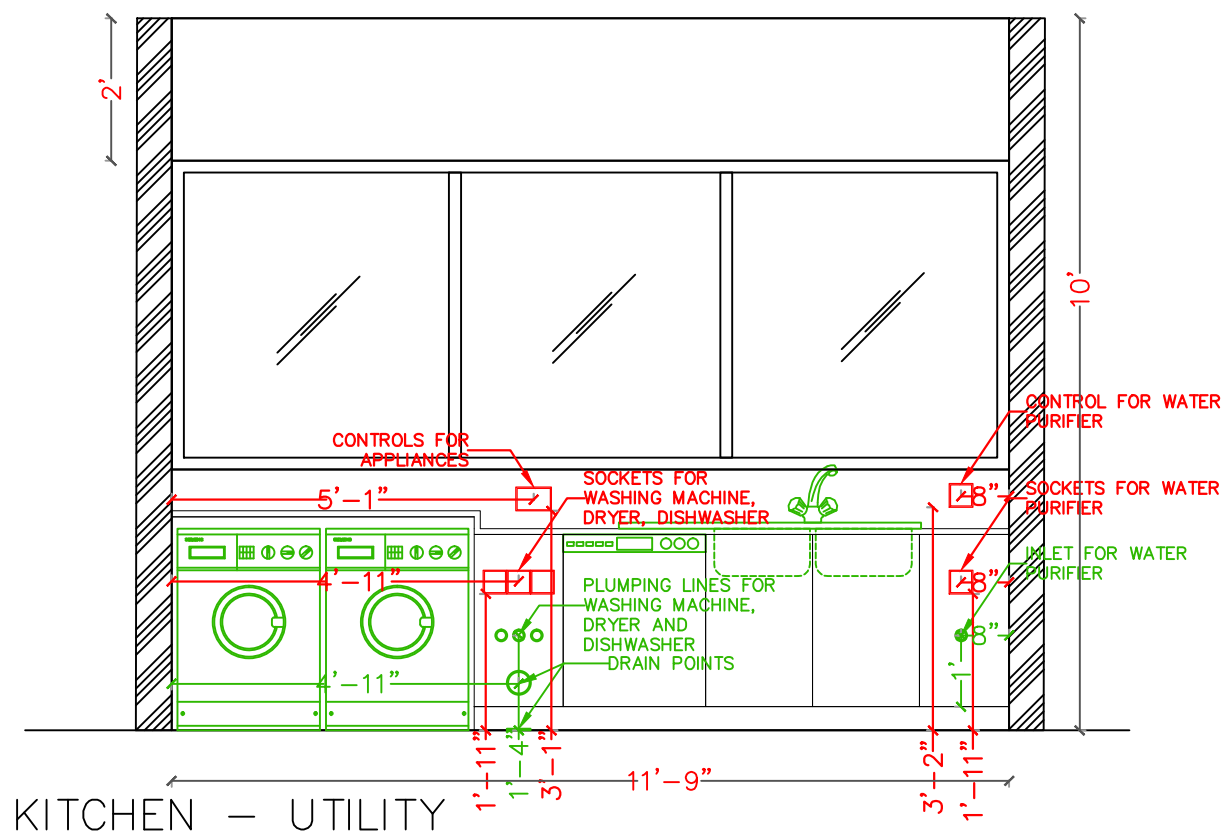 2'
10'
CONTROL FOR WATER
PURIFIER
CONTROLS FOR
APPLIANCES
SOCKETS FOR
WASHING MACHINE,
DRYER, DISHWASHER
5'-1"
8"
SOCKETS FOR WATER
PURIFIER
INLET FOR WATER
PURIFIER
4'-11"
8"
PLUMPING LINES FOR
WASHING MACHINE,
DRYER AND
DISHWASHER
8"
DRAIN POINTS
4'-11"
1'
1'-11"
1'-4"
3'-1"
3'-2"
1'-11"
11'-9"
KITCHEN - UTILITY